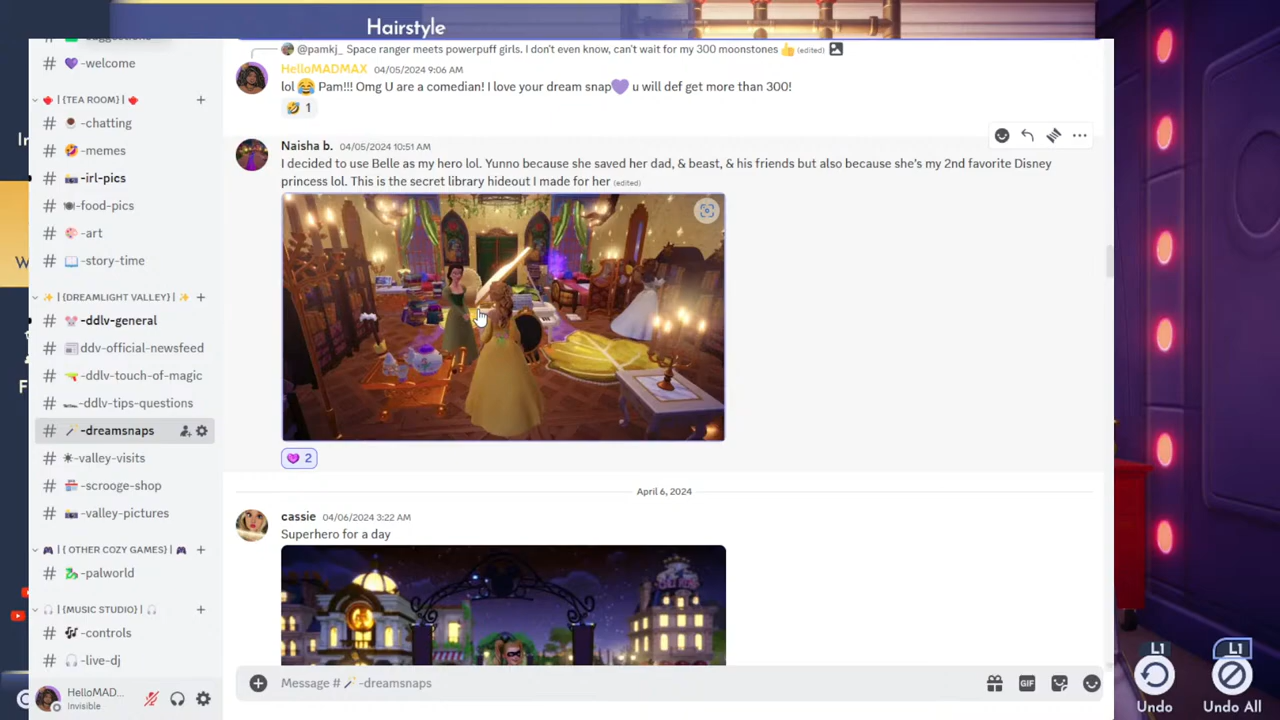 Hairstyle
-welcome
| {TEA ROOM} |
-chatting
-memes
-irl-pics
-food-pics
-art
-story-time
| {DREAMLIGHT VALLEY} |
-ddlv-general
ddv-official-newsfeed
-ddlv-touch-of-magic
-ddlv-tips-questions
-dreamsnaps
-valley-visits
-scrooge-shop
-valley-pictures
| { OTHER COZY GAMES} |
-palworld
| {MUSIC STUDIO} |
-controls
-live-dj
HelloMAD...
Invisible
@pamkj_ Space ranger meets powerpuff girls. I don't even know, can't wait for my 300 moonstones 👍 (edited)
HelloMADMAX 04/05/2024 9:06 AM
lol 😂 Pam!!! Omg U are a comedian! I love your dream snap💜 u will def get more than 300!
🤣 1
Naisha b. 04/05/2024 10:51 AM
I decided to use Belle as my hero lol. Yunno because she saved her dad, & beast, & his friends but also because she's my 2nd favorite Disney
princess lol. This is the secret library hideout I made for her (edited)
2
April 6, 2024
cassie 04/06/2024 3:22 AM
Superhero for a day
Message # -dreamsnaps
GIF
L1
Undo
L1
Undo All